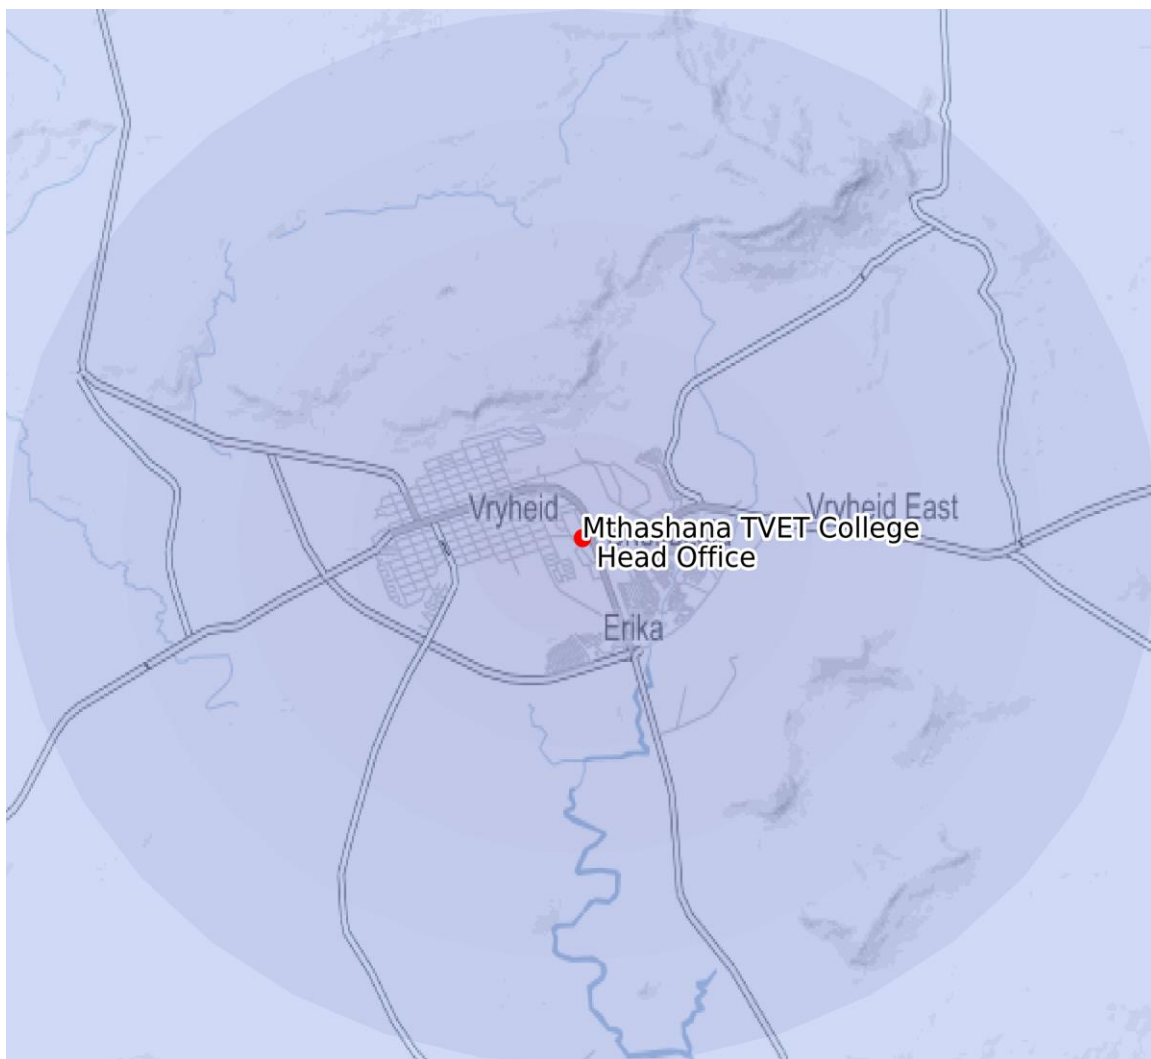 Vryheid
Vryheid East
Mthashana TVET College
Head Office
Erika